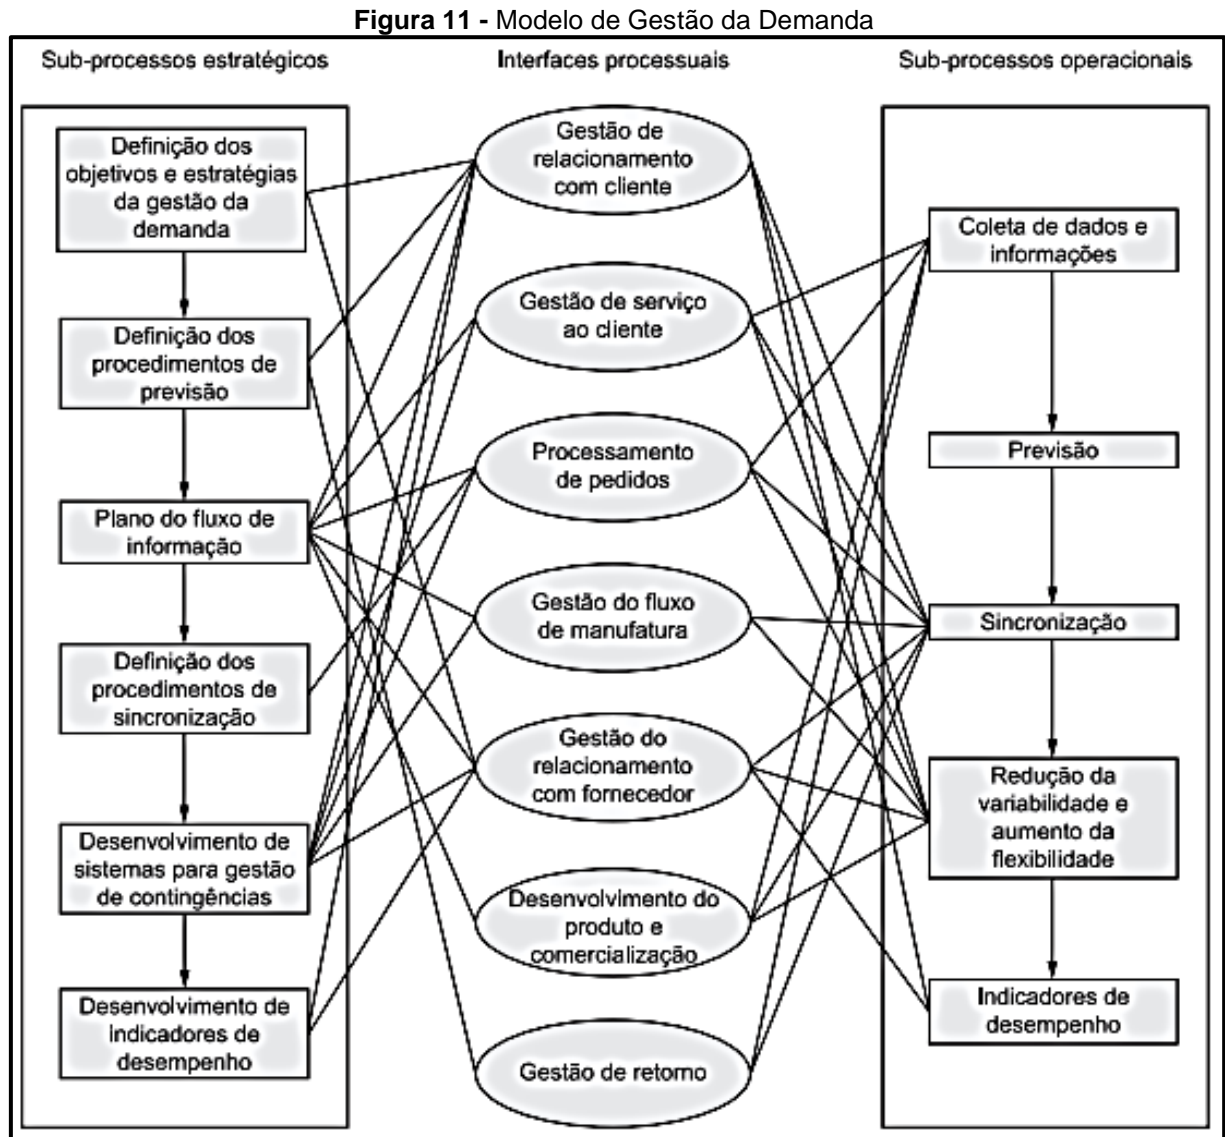 Figura 11 - Modelo de Gestão da Demanda
Sub-processos estratégicos
Interfaces processuais
Sub-processos operacionais
Definição dos
objetivos e estratégias
da gestão da
demanda
Definição dos
procedimentos de
previsão
Plano do fluxo de
informação
Definição dos
procedimentos de
sincronização
Desenvolvimento de
sistemas para gestão
de contingências
Desenvolvimento de
indicadores de
desempenho
Gestão de
relacionamento
com cliente
Gestão de serviço
ao cliente
Processamento
de pedidos
Gestão do fluxo
de manufatura
Gestão do
relacionamento
com fornecedor
Desenvolvimento do
produto e
comercialização
Gestão de retorno
Coleta de dados e
informações
Previsão
Sincronização
Redução da
variabilidade e
aumento da
flexibilidade
Indicadores de
desempenho